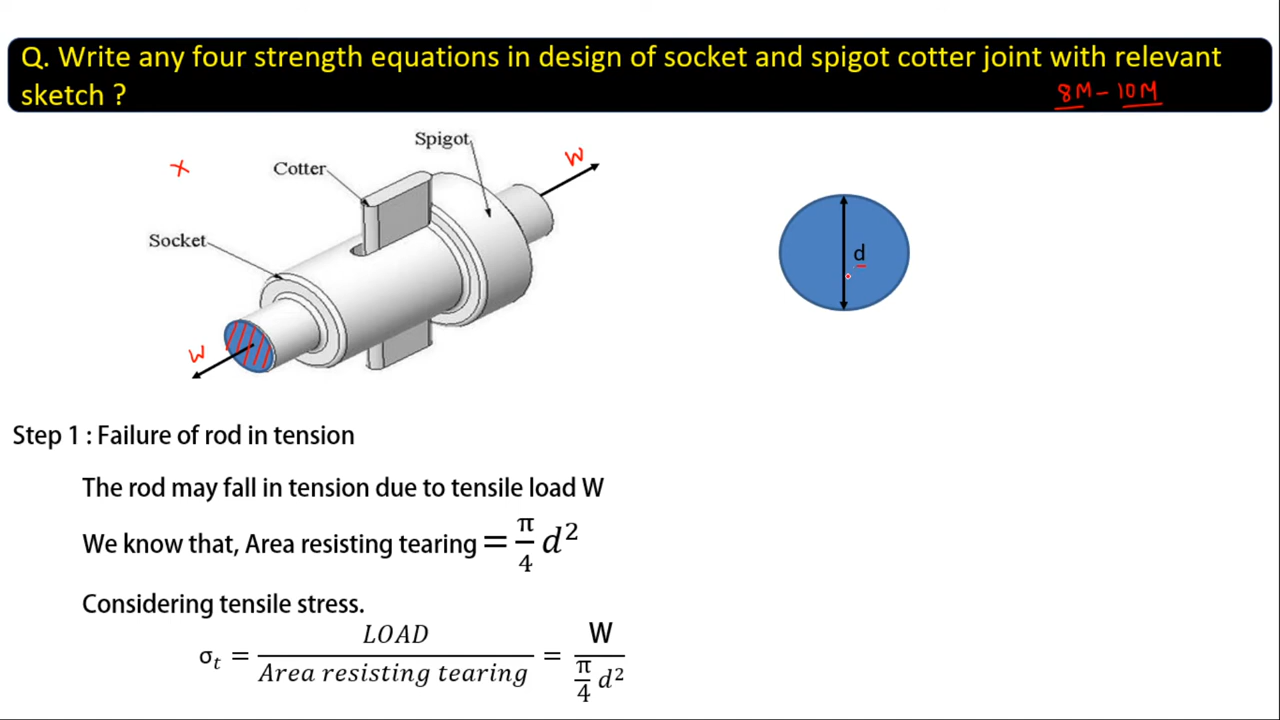 Q. Write any four strength equations in design of socket and spigot cotter joint with relevant
sketch ?
8M – 10M
Spigot
W
X
Cotter
Socket
d
W
Step 1 : Failure of rod in tension
The rod may fall in tension due to tensile load W
We know that, Area resisting tearing = π/4 d²
Considering tensile stress.
σₜ = LOAD / Area resisting tearing = W / (π/4 d²)